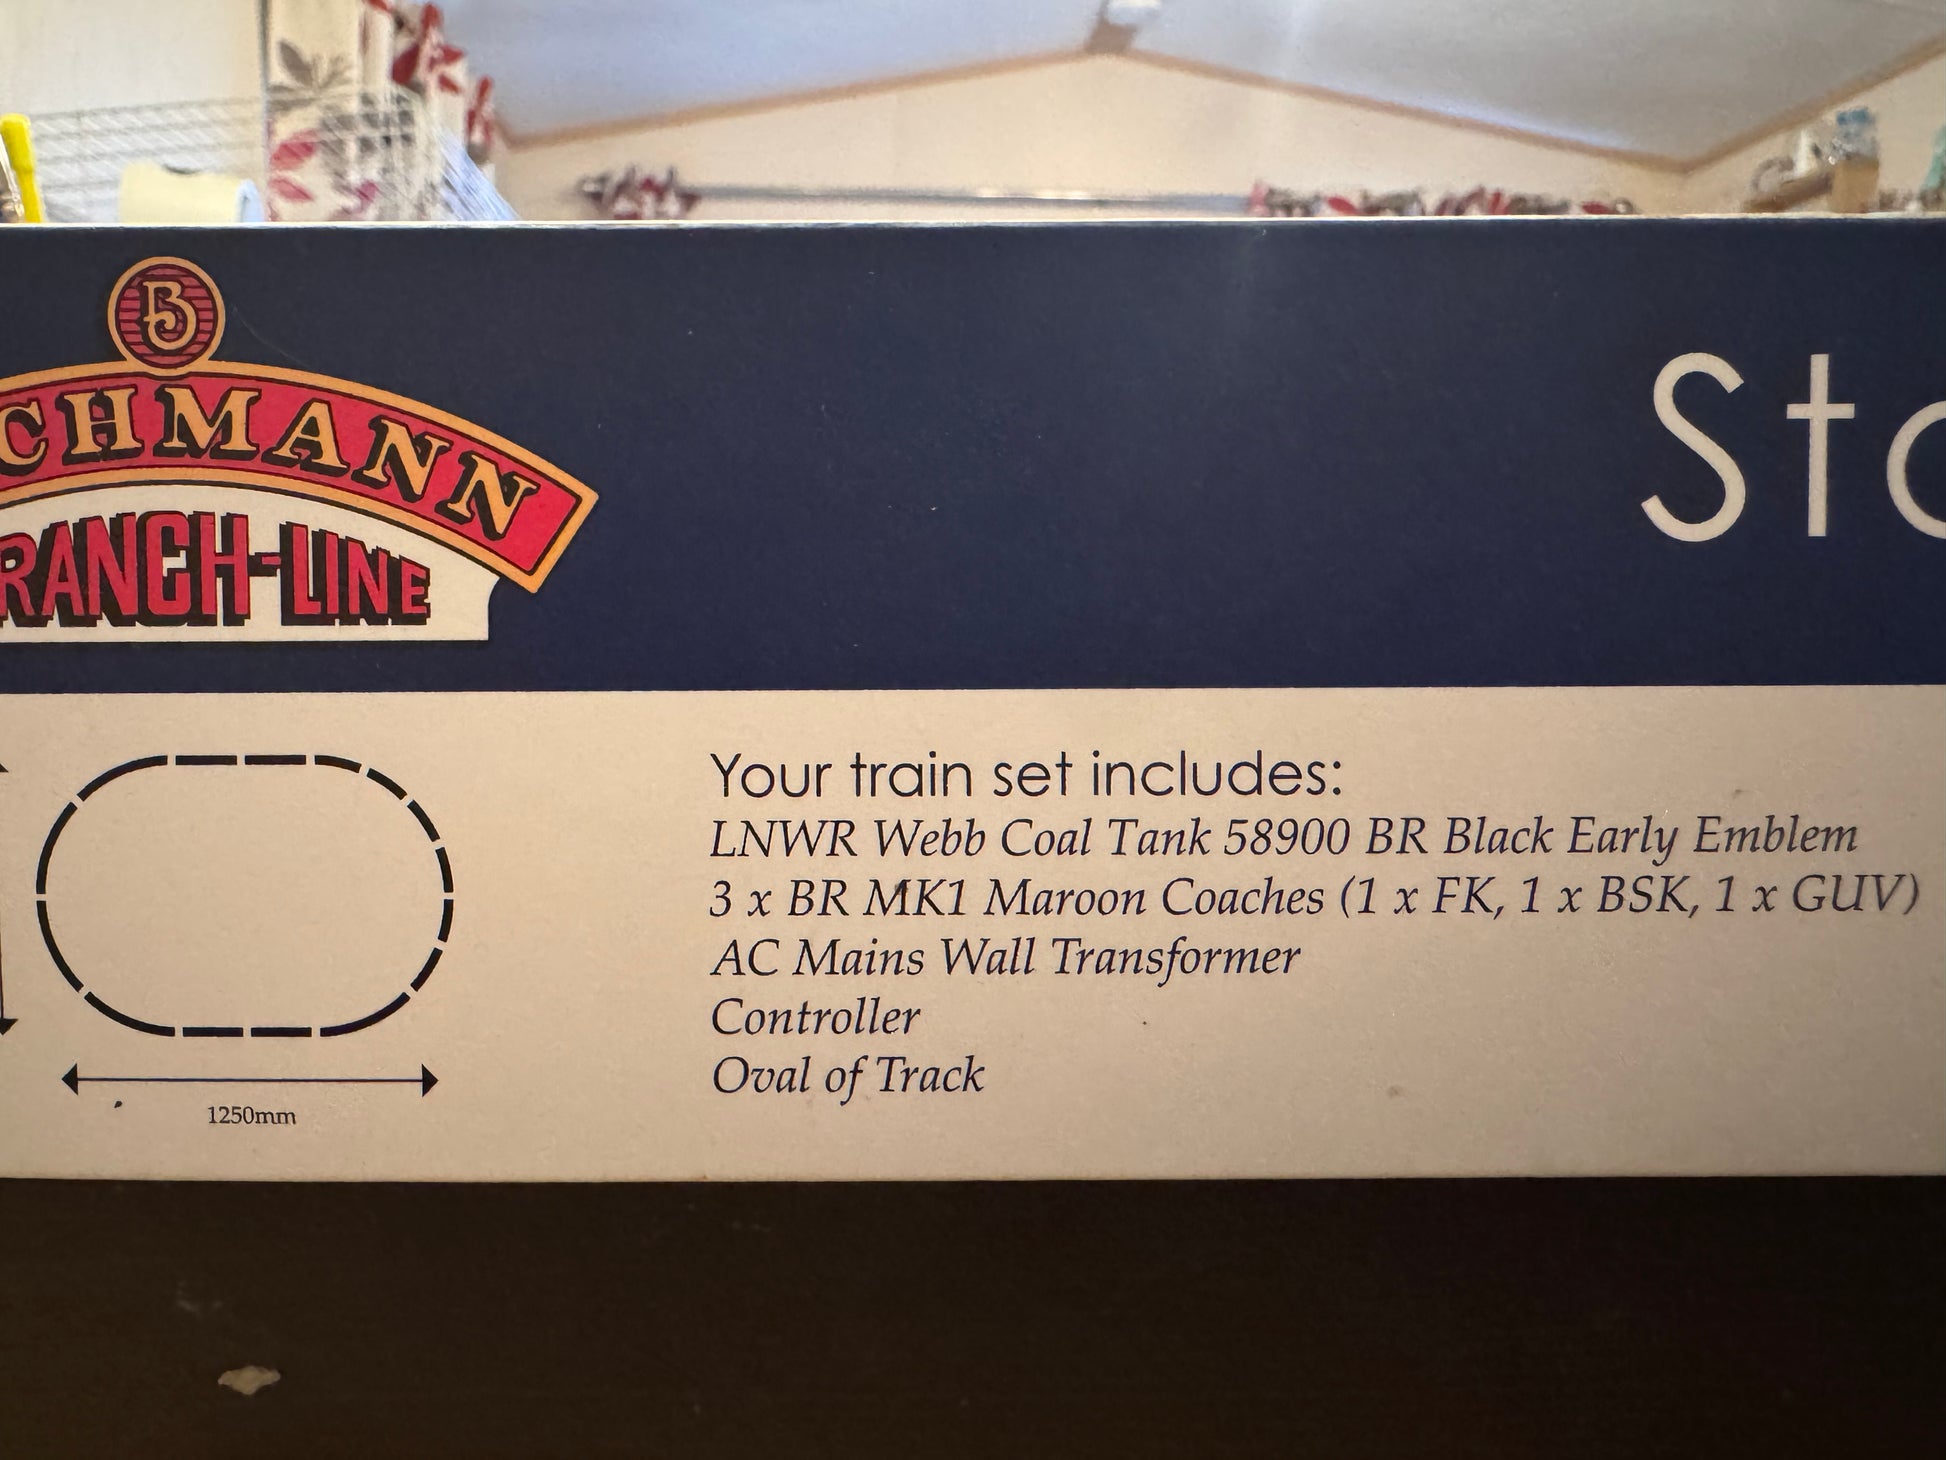 B
CHMANN
RANCH-LINE
St
Your train set includes:
LNWR Webb Coal Tank 58900 BR Black Early Emblem
3 x BR MK1 Maroon Coaches (1 x FK, 1 x BSK, 1 x GUV)
AC Mains Wall Transformer
Controller
Oval of Track
1250mm